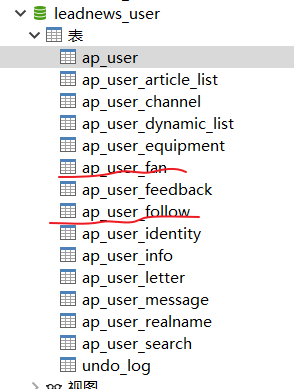 leadnews_user
表
ap_user
ap_user_article_list
ap_user_channel
ap_user_dynamic_list
ap_user_equipment
ap_user_fan
ap_user_feedback
ap_user_follow
ap_user_identity
ap_user_info
ap_user_letter
ap_user_message
ap_user_realname
ap_user_search
undo_log
视图